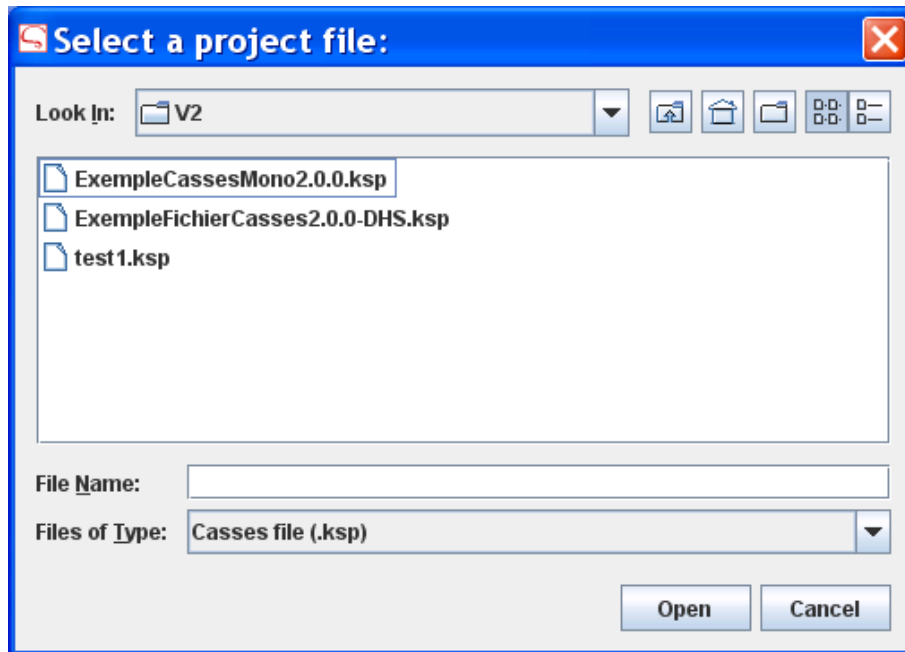 Select a project file:
Look In: V2
ExempleCassesMono2.0.0.ksp
ExempleFichierCasses2.0.0-DHS.ksp
test1.ksp
File Name:
Files of Type: Casses file (.ksp)
Open Cancel